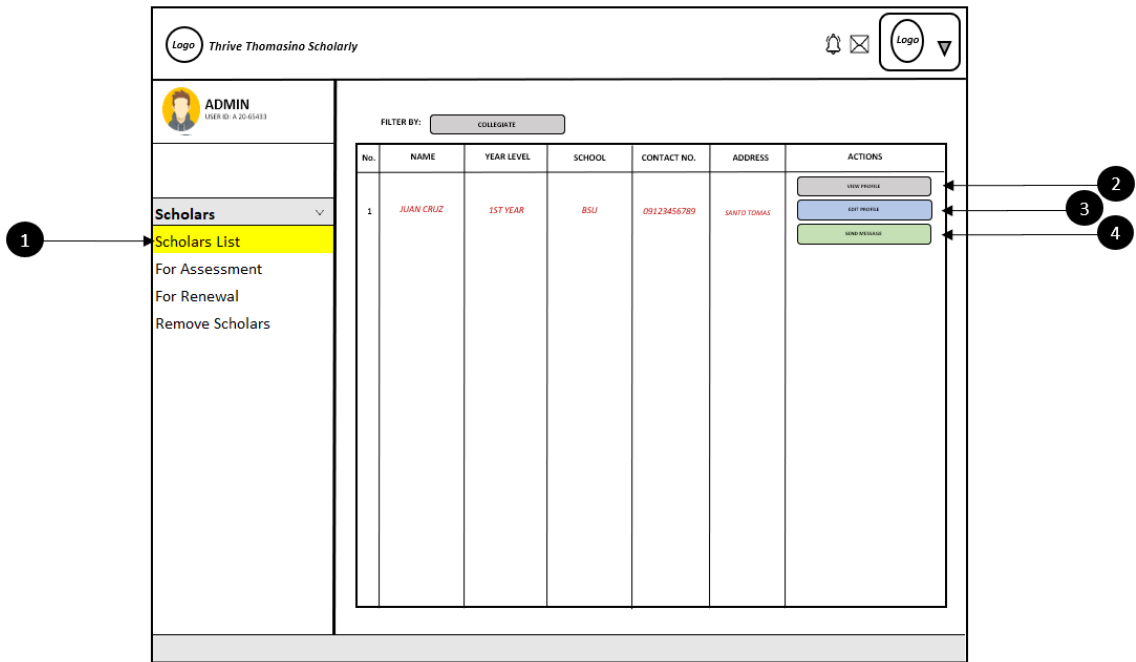 Logo Thrive Thomasino Scholarly
Logo
ADMIN
USER ID: A 20-65433
FILTER BY: COLLEGIATE
No. NAME YEAR LEVEL SCHOOL CONTACT NO. ADDRESS ACTIONS
1 JUAN CRUZ 1ST YEAR BSU 09123456789 SANTO TOMAS
VIEW PROFILE
EDIT PROFILE
SEND MESSAGE
Scholars
Scholars List
For Assessment
For Renewal
Remove Scholars
1
2
3
4